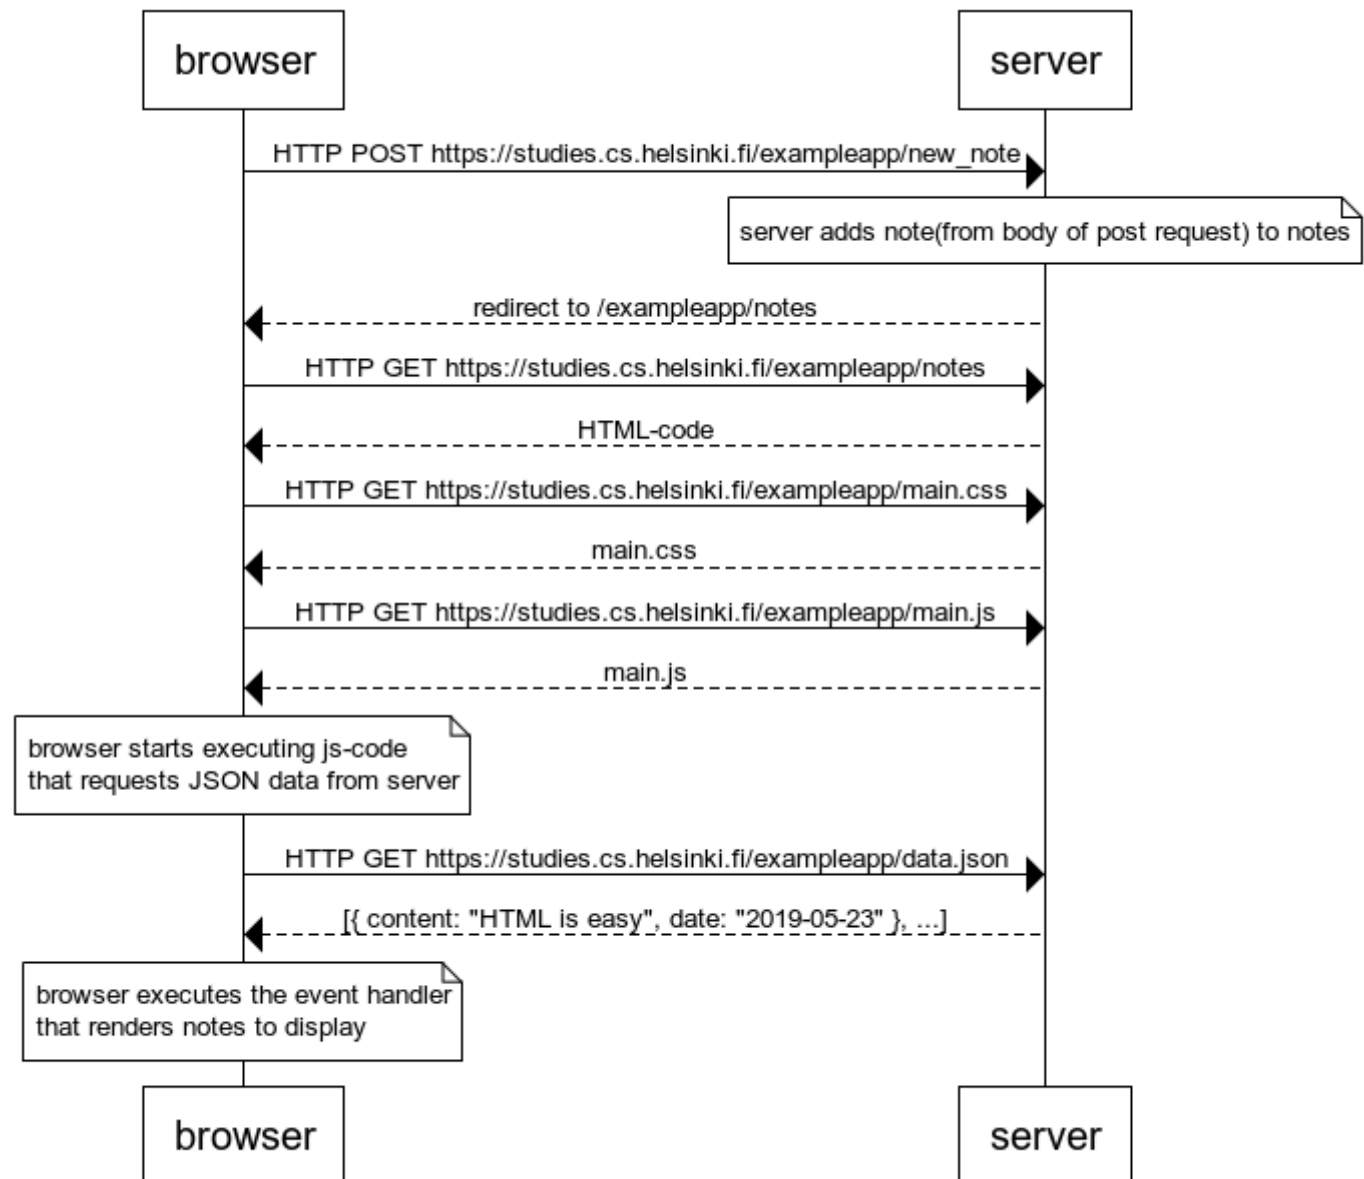 browser
server
HTTP POST https://studies.cs.helsinki.fi/exampleapp/new_note
server adds note(from body of post request) to notes
redirect to /exampleapp/notes
HTTP GET https://studies.cs.helsinki.fi/exampleapp/notes
HTML-code
HTTP GET https://studies.cs.helsinki.fi/exampleapp/main.css
main.css
HTTP GET https://studies.cs.helsinki.fi/exampleapp/main.js
main.js
browser starts executing js-code
that requests JSON data from server
HTTP GET https://studies.cs.helsinki.fi/exampleapp/data.json
[{ content: "HTML is easy", date: "2019-05-23" }, ...]
browser executes the event handler
that renders notes to display
browser
server